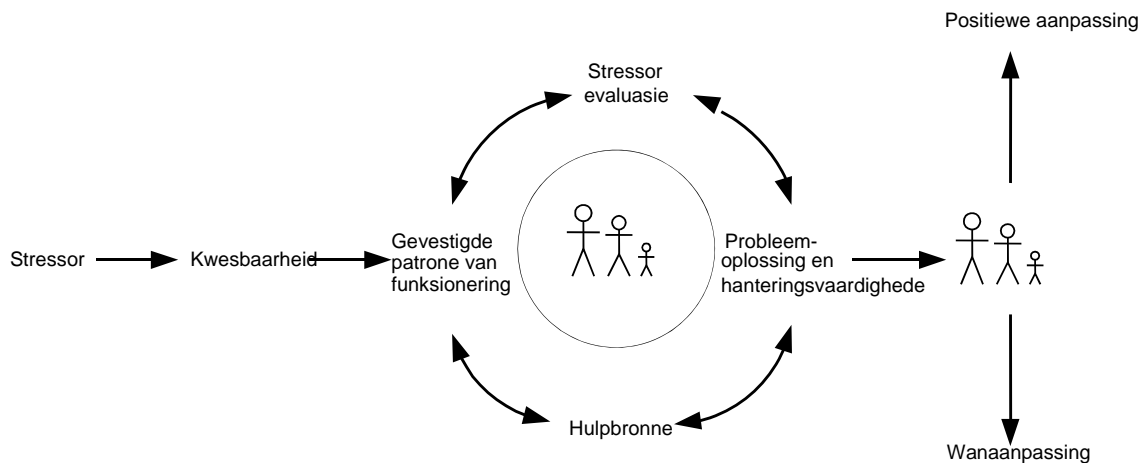 Positiewe aanpassing
Stressor
evaluasie
Stressor
Kwesbaarheid
Gevestigde
patrone van
funksionering
Probleem-
oplossing en
hanteringsvaardighede
Hulpbronne
Wanaanpassing